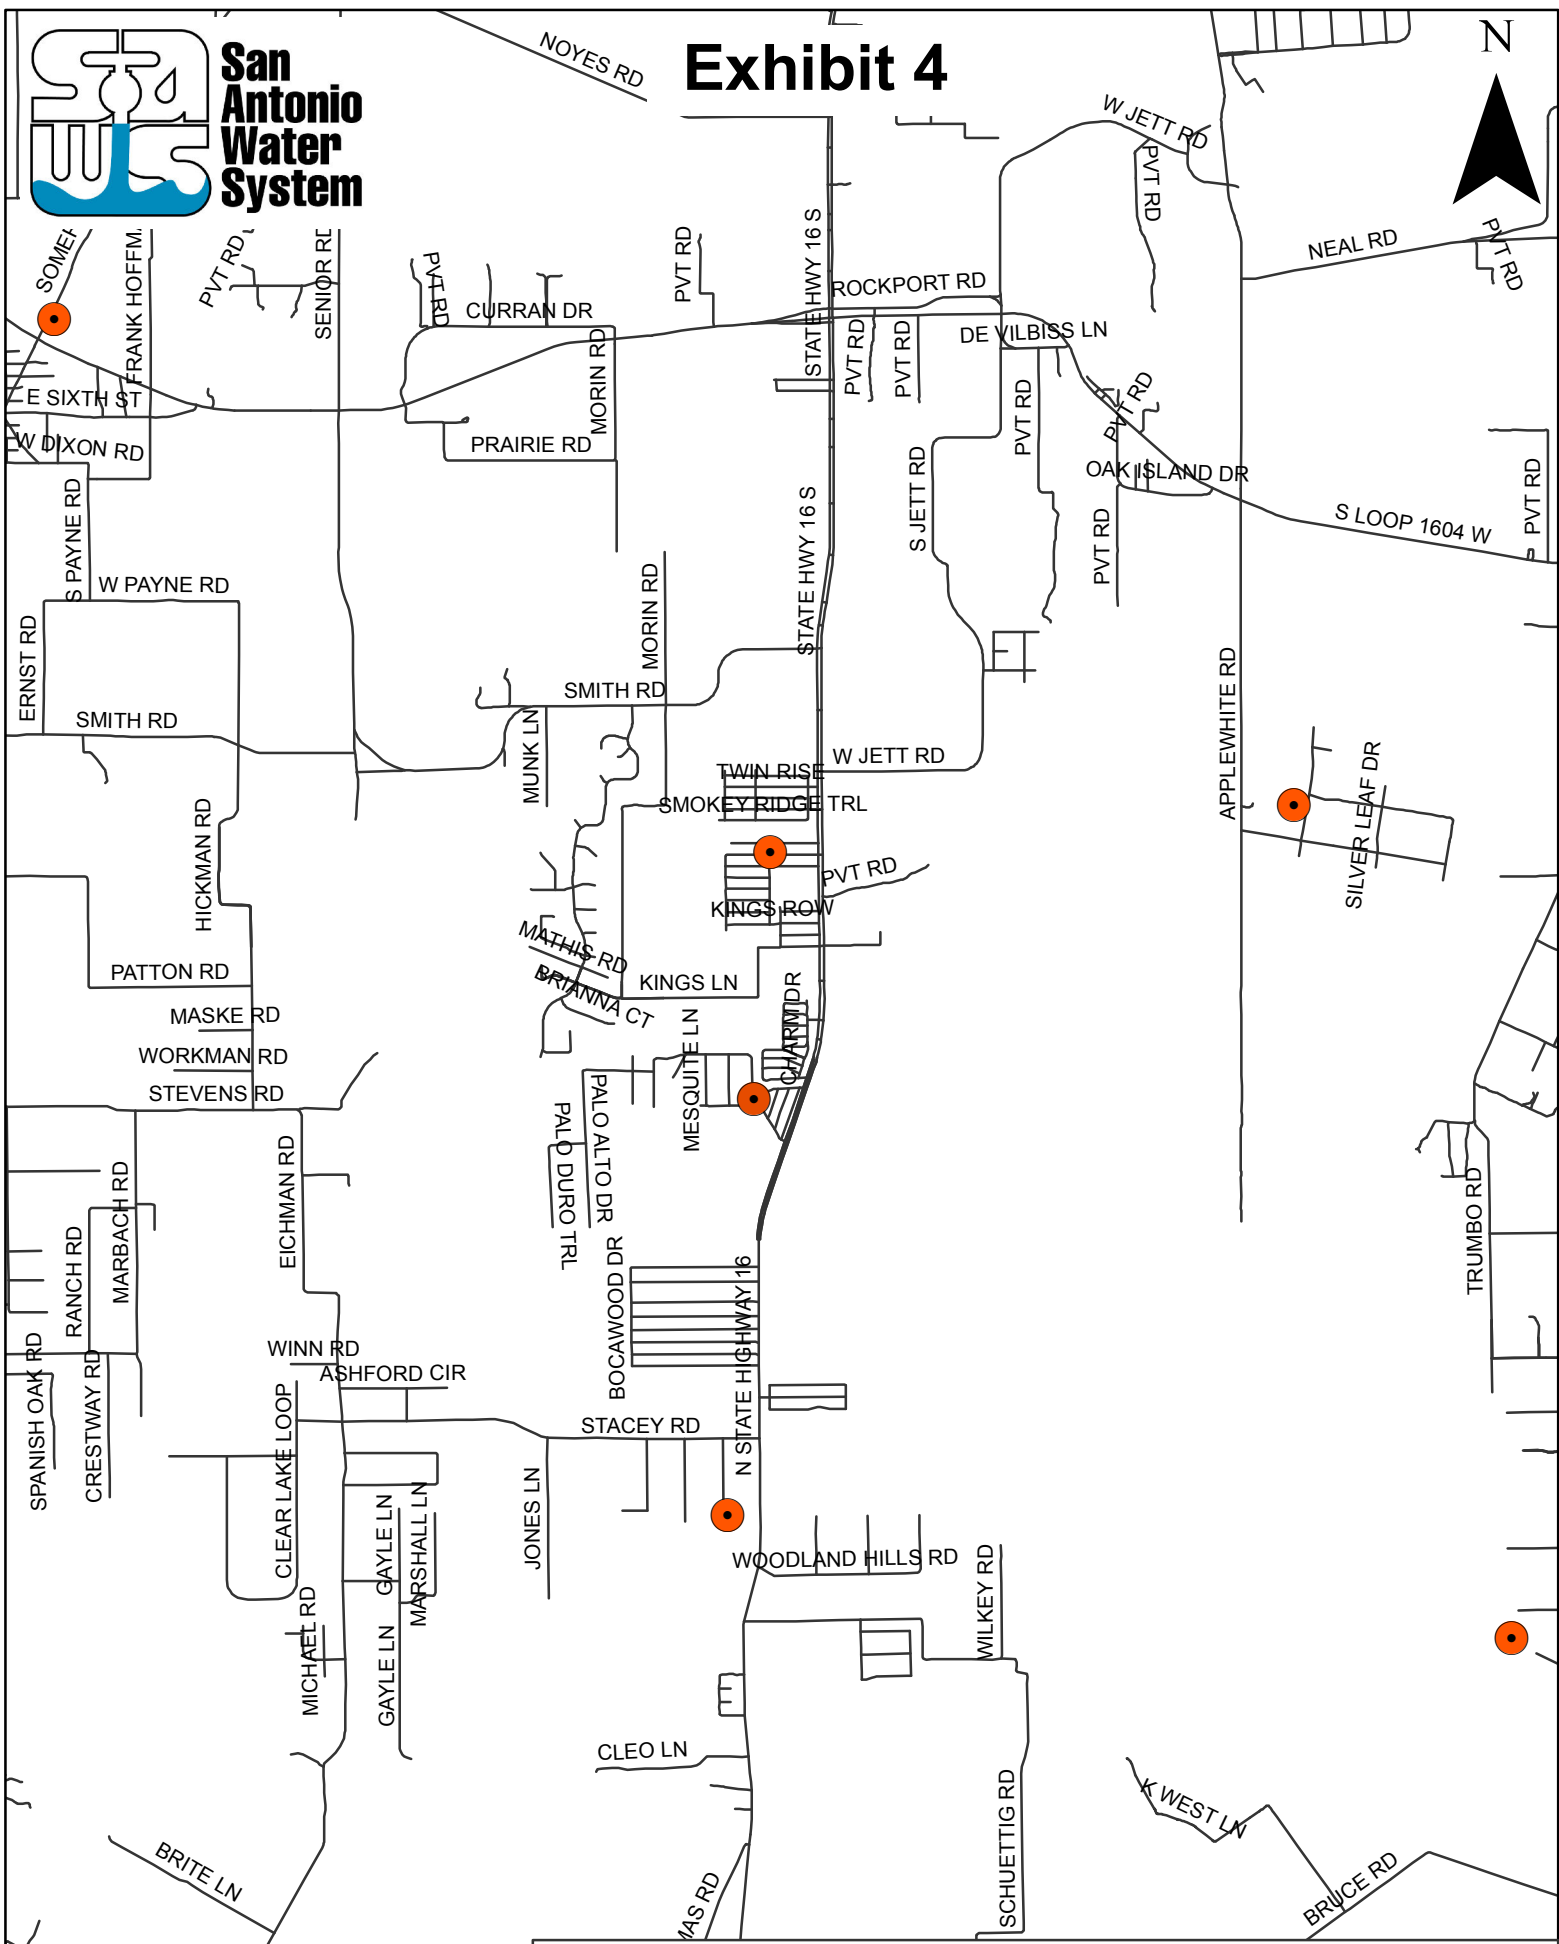 San
Antonio
Water
System
Exhibit 4
N
NOYES RD
W JETT RD
PVT RD
NEAL RD
PVT RD
FRANK HOFFM
PVT RD
SENIOR RD
PVT RD
CURRAN DR
PVT RD
STATE HWY 16 S
ROCKPORT RD
DE VILBISS LN
PVT RD
PVT RD
PVT RD
PVT RD
MORIN RD
E SIXTH ST
W DIXON RD
PRAIRIE RD
OAK ISLAND DR
S LOOP 1604 W
PVT RD
S JETT RD
PVT RD
S PAYNE RD
W PAYNE RD
STATE HWY 16 S
MORIN RD
ERNST RD
SMITH RD
SMITH RD
MUNK LN
W JETT RD
TWIN RISE
SMOKEY RIDGE TRL
APPLEWHITE RD
SILVER LEAF DR
HICKMAN RD
PVT RD
KINGS ROW
MATHIS RD
BRIANNA CT
KINGS LN
PATTON RD
MASKE RD
WORKMAN RD
STEVENS RD
CHARM DR
MESQUITE LN
PALO ALTO DR
PALO DURO TRL
EICHMAN RD
MARBACH RD
RANCH RD
TRUMBO RD
BOCAWOOD DR
N STATE HIGHWAY 16
WINN RD
ASHFORD CIR
SPANISH OAK RD
CRESTWAY RD
CLEAR LAKE LOOP
STACEY RD
JONES LN
GAYLE LN
MARSHALL LN
WOODLAND HILLS RD
WILKEY RD
MICHAEL RD
GAYLE LN
CLEO LN
SCHUETTIG RD
K WEST LN
BRUCE RD
BRITE LN
MAS RD